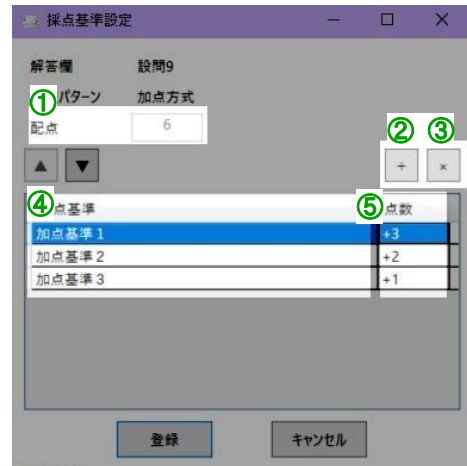 採点基準設定
解答欄 設問9
① パターン 加点方式
配点 6
② ③
▲ ▼ + ×
④ 点基準 ⑤ 点数
加点基準1 +3
加点基準2 +2
加点基準3 +1
登録 キャンセル